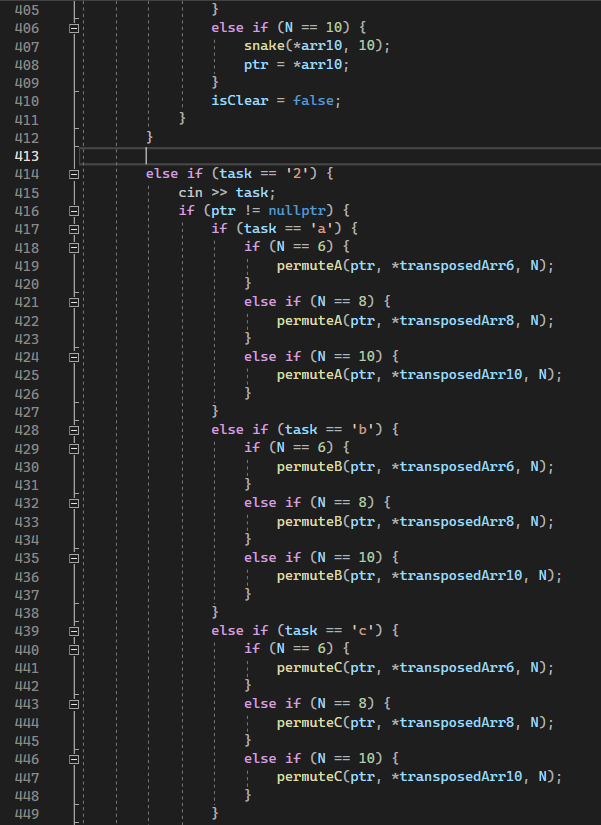 405 }
406 else if (N == 10) {
407 snake(*arr10, 10);
408 ptr = *arr10;
409 }
410 isClear = false;
411 }
412 }
413
414 else if (task == '2') {
415 cin >> task;
416 if (ptr != nullptr) {
417 if (task == 'a') {
418 if (N == 6) {
419 permuteA(ptr, *transposedArr6, N);
420 }
421 else if (N == 8) {
422 permuteA(ptr, *transposedArr8, N);
423 }
424 else if (N == 10) {
425 permuteA(ptr, *transposedArr10, N);
426 }
427 }
428 else if (task == 'b') {
429 if (N == 6) {
430 permuteB(ptr, *transposedArr6, N);
431 }
432 else if (N == 8) {
433 permuteB(ptr, *transposedArr8, N);
434 }
435 else if (N == 10) {
436 permuteB(ptr, *transposedArr10, N);
437 }
438 }
439 else if (task == 'c') {
440 if (N == 6) {
441 permuteC(ptr, *transposedArr6, N);
442 }
443 else if (N == 8) {
444 permuteC(ptr, *transposedArr8, N);
445 }
446 else if (N == 10) {
447 permuteC(ptr, *transposedArr10, N);
448 }
449 }